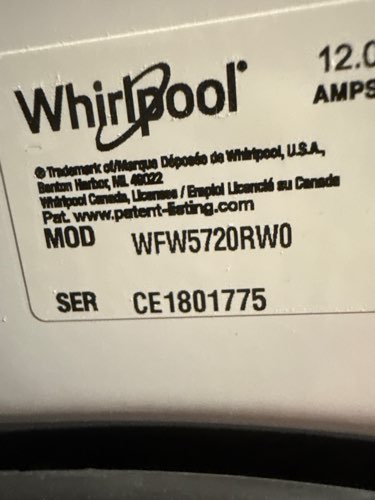 Whirlpool®
12.0
AMPS
® Trademark of/Marque Déposée de Whirlpool, U.S.A.,
Benton Harbor, MI. 49022
Whirlpool Canada, Licensee / Emploi Licencié au Canada
Pat. www.patent-listing.com
MOD WFW5720RW0
SER CE1801775